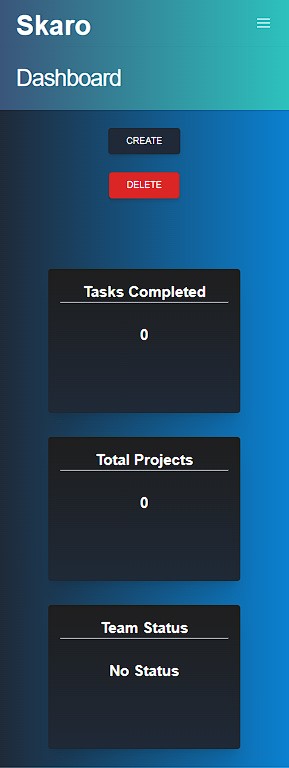 Skaro
Dashboard
CREATE
DELETE
Tasks Completed
0
Total Projects
0
Team Status
No Status